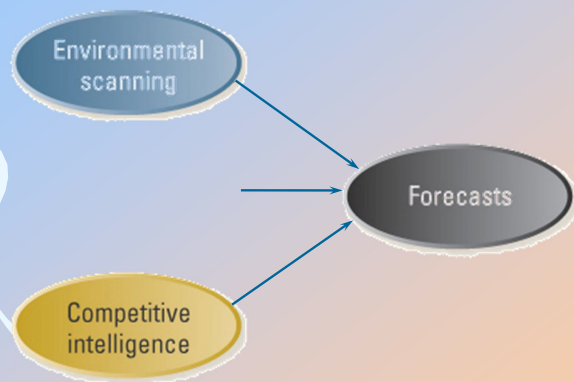 Environmental
scanning
Forecasts
Competitive
intelligence